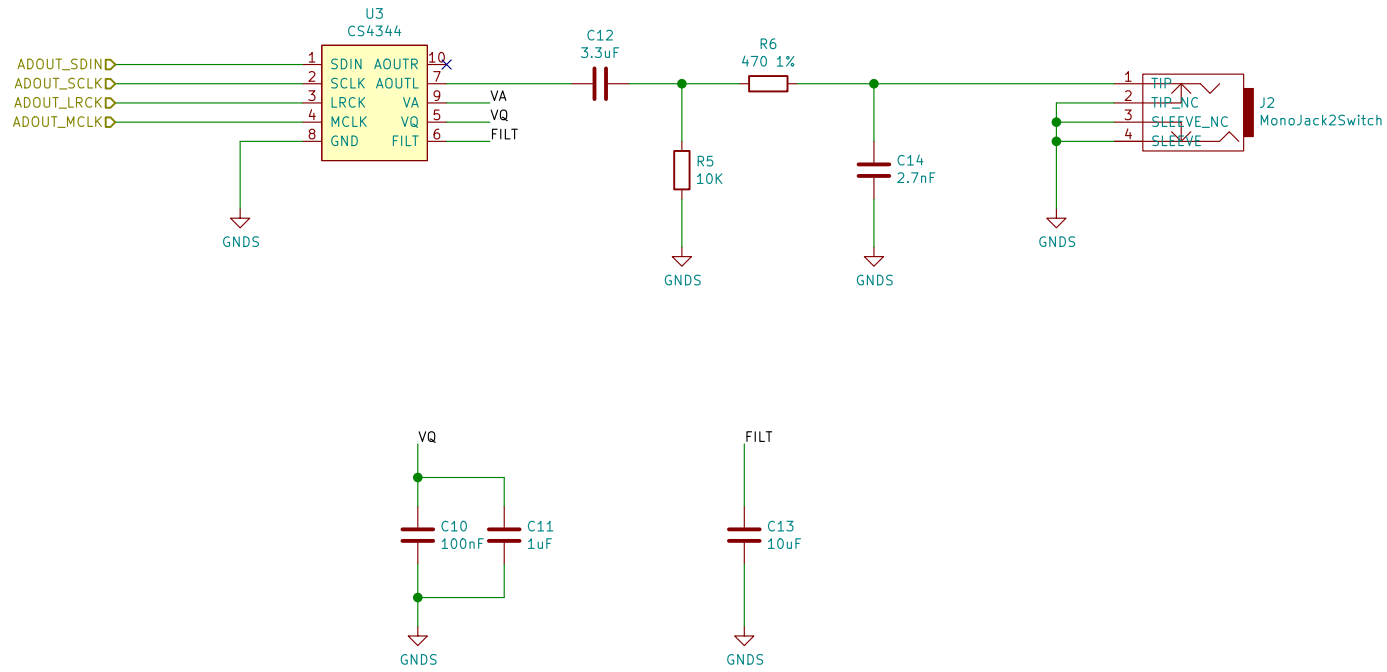 U3
CS4344
ADOUT_SDIN
ADOUT_SCLK
ADOUT_LRCK
ADOUT_MCLK
1 SDIN AOUTR 10
2 SCLK AOUTL 7
3 LRCK VA 9 VA
4 MCLK VQ 5 VQ
8 GND FILT 6 FILT
GNDS
C12
3.3uF
R6
470 1%
R5
10K
GNDS
C14
2.7nF
GNDS
1 TIP
2 TIP_NC
3 SLEEVE_NC
4 SLEEVE
J2
MonoJack2Switch
GNDS
VQ
C10
100nF
C11
1uF
GNDS
FILT
C13
10uF
GNDS